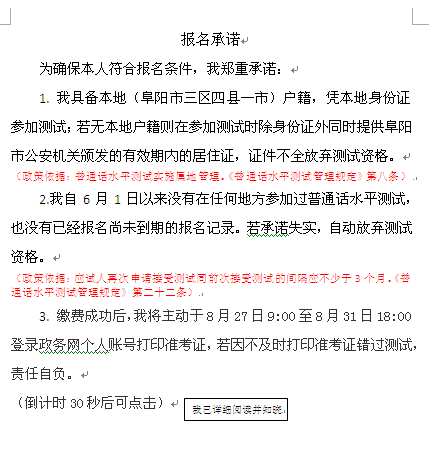 报名承诺
为确保本人符合报名条件，我郑重承诺：
1. 我具备本地（阜阳市三区四县一市）户籍，凭本地身份证
参加测试；若无本地户籍则在参加测试时除身份证外同时提供阜阳
市公安机关颁发的有效期内的居住证，证件不全放弃测试资格。
（政策依据：普通话水平测试实施属地管理。《普通话水平测试管理规定》第八条）.
2.我自 6 月 1 日以来没有在任何地方参加过普通话水平测试，
也没有已经报名尚未到期的报名记录。若承诺失实，自动放弃测试
资格。
（政策依据：应试人再次申请接受测试同前次接受测试的间隔应不少于 3 个月。《普
通话水平测试管理规定》第二十二条）.
3. 缴费成功后，我将主动于 8 月 27 日 9:00 至 8 月 31 日 18:00
登录政务网个人账号打印准考证，若因不及时打印准考证错过测试，
责任自负。
（倒计时 30 秒后可点击） 我已详细阅读并知晓